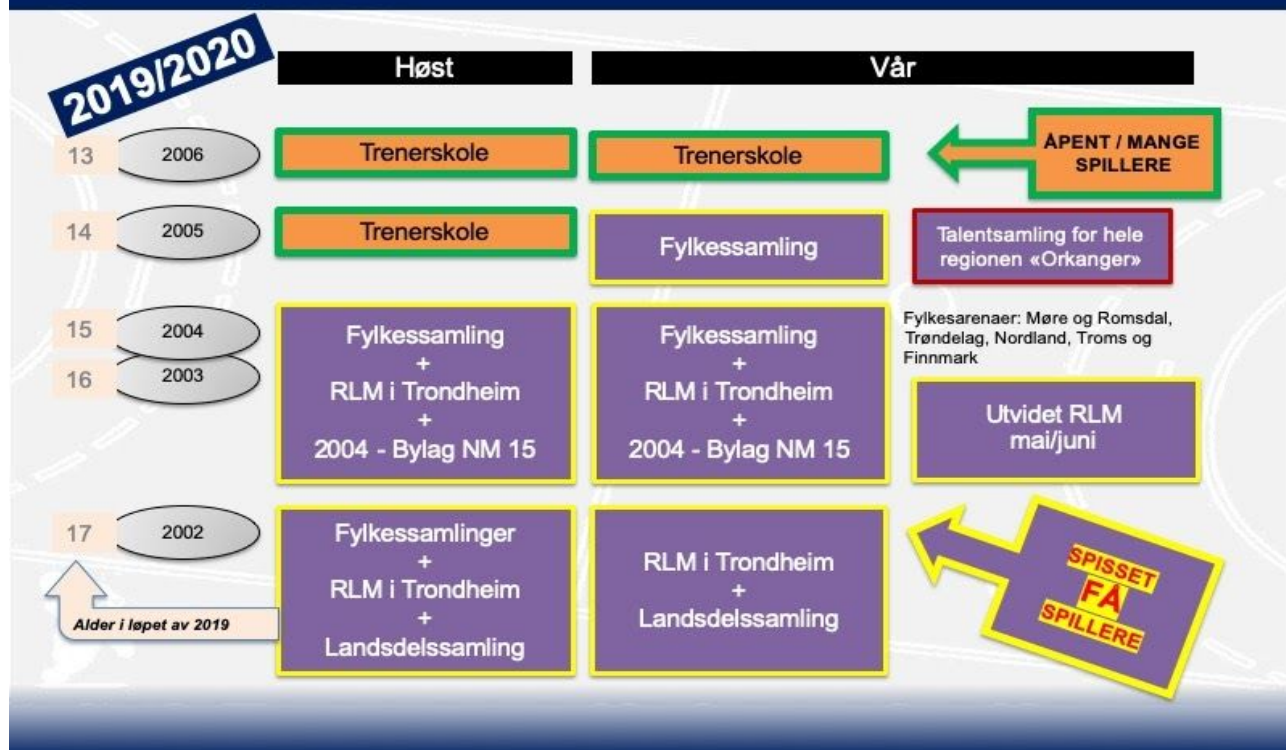 2019/2020
Høst
Vår
13
2006
Trenerskole
Trenerskole
ÅPENT / MANGE
SPILLERE
14
2005
Trenerskole
Fylkessamling
Talentsamling for hele
regionen «Orkanger»
15
2004
16
2003
Fylkessamling
+
RLM i Trondheim
+
2004 - Bylag NM 15
Fylkessamling
+
RLM i Trondheim
+
2004 - Bylag NM 15
Fylkesarenaer: Møre og Romsdal,
Trøndelag, Nordland, Troms og
Finnmark
Utvidet RLM
mai/juni
17
2002
Fylkessamlinger
+
RLM i Trondheim
+
Landsdelssamling
RLM i Trondheim
+
Landsdelssamling
SPISSET
FÅ
SPILLERE
Alder i løpet av 2019